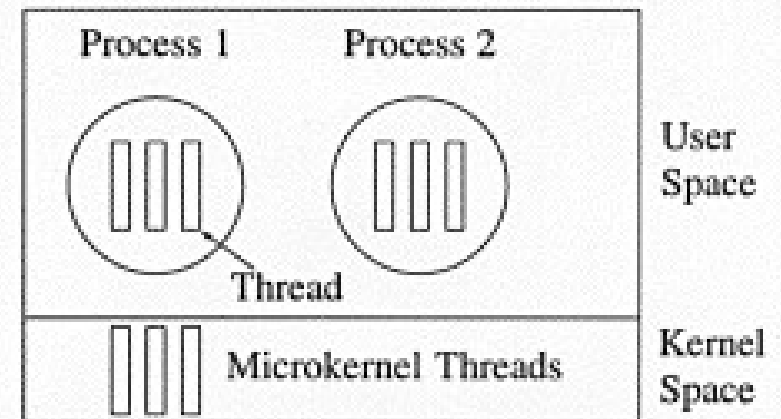 Process 1
Process 2
User
Space
Thread
Microkernel Threads
Kernel
Space